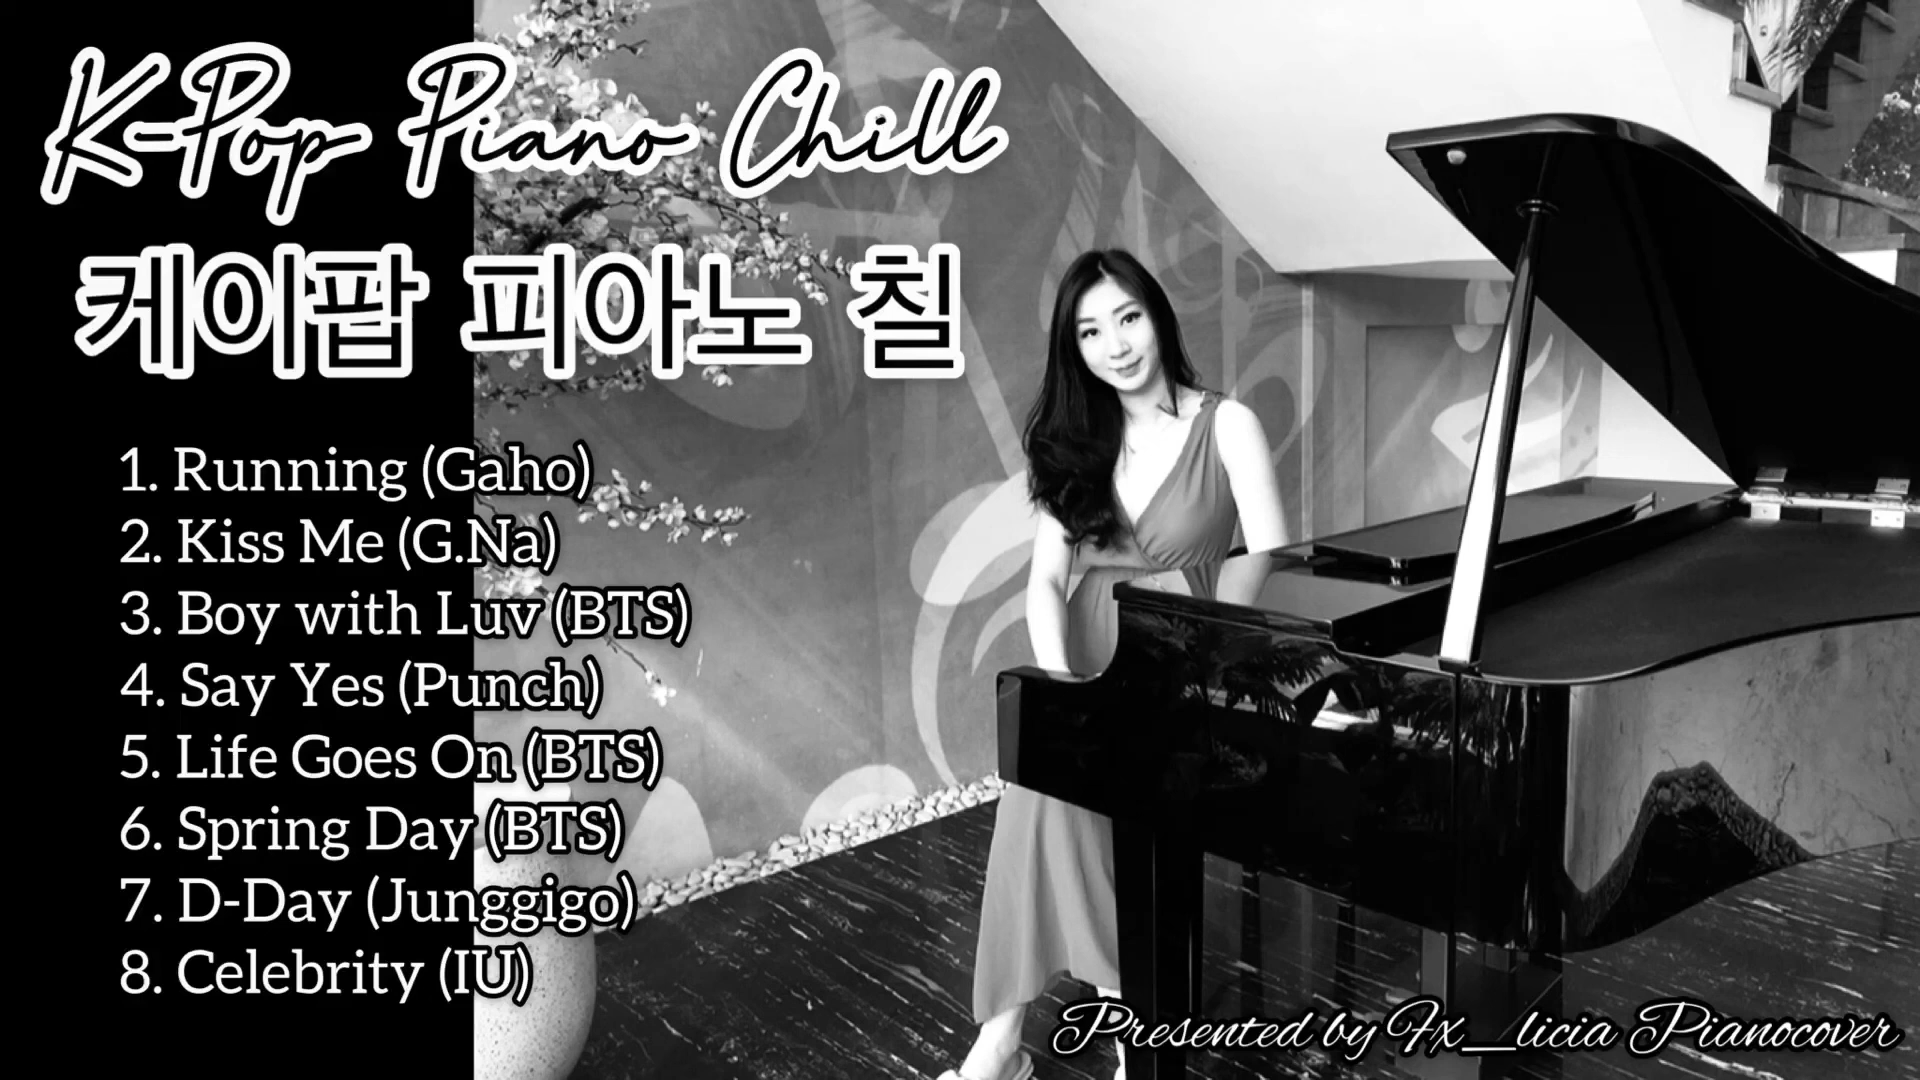 K-Pop Piano Chill
케이팝 피아노 칠
1. Running (Gaho)
2. Kiss Me (G.Na)
3. Boy with Luv (BTS)
4. Say Yes (Punch)
5. Life Goes On (BTS)
6. Spring Day (BTS)
7. D-Day (Junggigo)
8. Celebrity (IU)
Presented by Fx_licia Pianocover